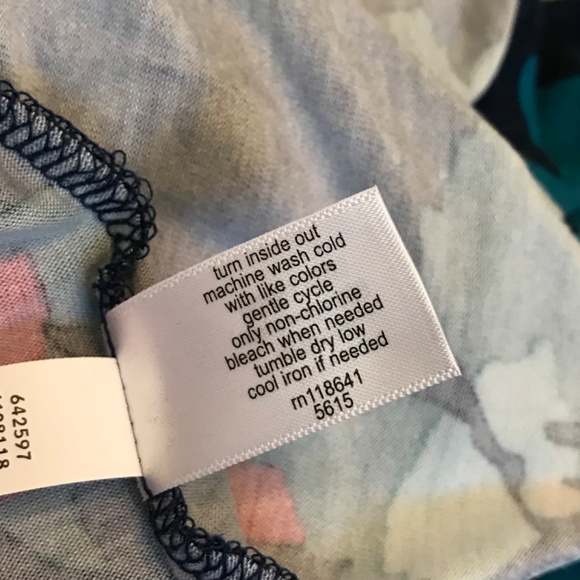 turn inside out
machine wash cold
with like colors
gentle cycle
only non-chlorine
bleach when needed
tumble dry low
cool iron if needed
rn118641
5615
642597